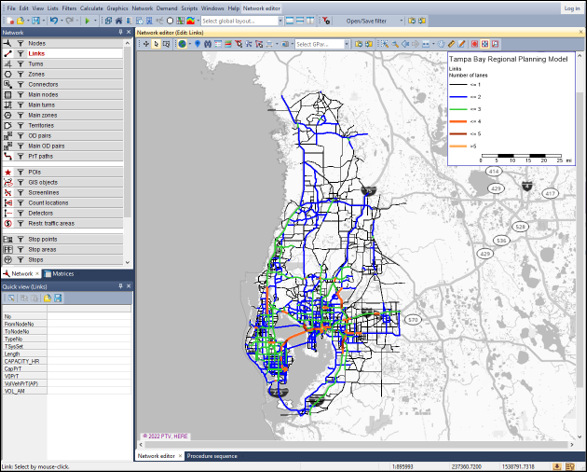 File Edit View Lists Filters Calculate Graphics Network Demand Scripts Windows Help Network editor
Select global layout...
Open/Save filter
Network
Network editor (Edit: Links)
Select GPar...
Nodes
Links
Turns
Zones
Connectors
Main nodes
Main turns
Main zones
Territories
OD pairs
Main OD pairs
PrT paths
POIs
GIS objects
Screenlines
Count locations
Detectors
Restr. traffic areas
Stop points
Stop areas
Stops
Network × Matrices
Quick view (Links)
No
FromNodeNo
ToNodeNo
TypeNo
TSysSet
Length
CAPACITY_HR
CapPrT
V0PrT
VolVehPrT(AP)
VOL_AM
Tampa Bay Regional Planning Model
Links
Number of lanes
<= 1
<= 2
<= 3
<= 4
<= 5
>5
0 5 10 15 20 25 mi
414
429
417
4
528
536
429
75
570
© 2022 PTV, HERE
Network editor × Procedure sequence
Link: Select by mouse-click.
1:895993
237360.7200
1538791.7318